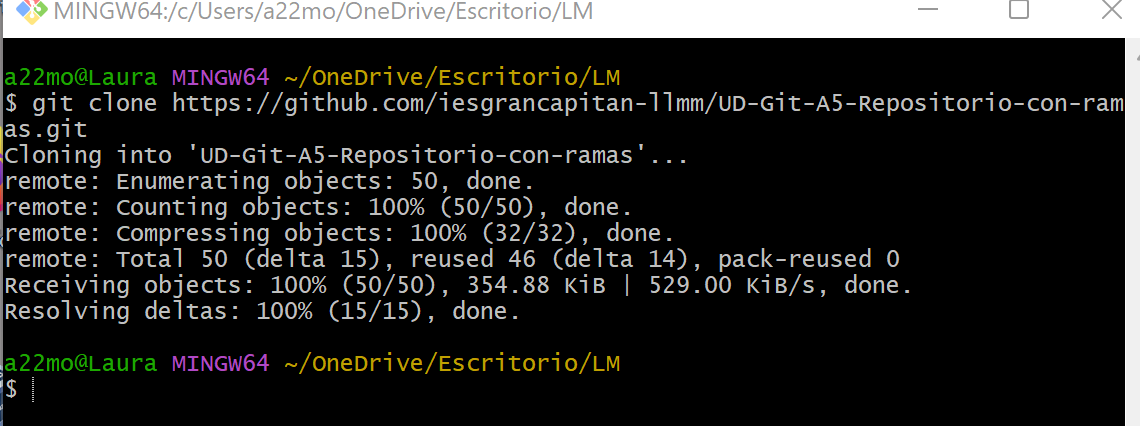 MINGW64:/c/Users/a22mo/OneDrive/Escritorio/LM
a22mo@Laura MINGW64 ~/OneDrive/Escritorio/LM
$ git clone https://github.com/iesgrancapitan-llmm/UD-Git-A5-Repositorio-con-ram
as.git
Cloning into 'UD-Git-A5-Repositorio-con-ramas'...
remote: Enumerating objects: 50, done.
remote: Counting objects: 100% (50/50), done.
remote: Compressing objects: 100% (32/32), done.
remote: Total 50 (delta 15), reused 46 (delta 14), pack-reused 0
Receiving objects: 100% (50/50), 354.88 KiB | 529.00 KiB/s, done.
Resolving deltas: 100% (15/15), done.
a22mo@Laura MINGW64 ~/OneDrive/Escritorio/LM
$